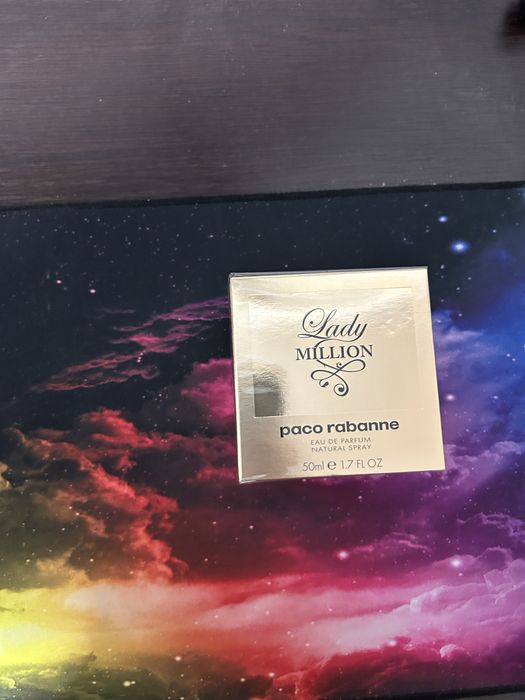 Lady
MILLION
paco rabanne
EAU DE PARFUM
NATURAL SPRAY
50ml ℮ 1.7 FL OZ